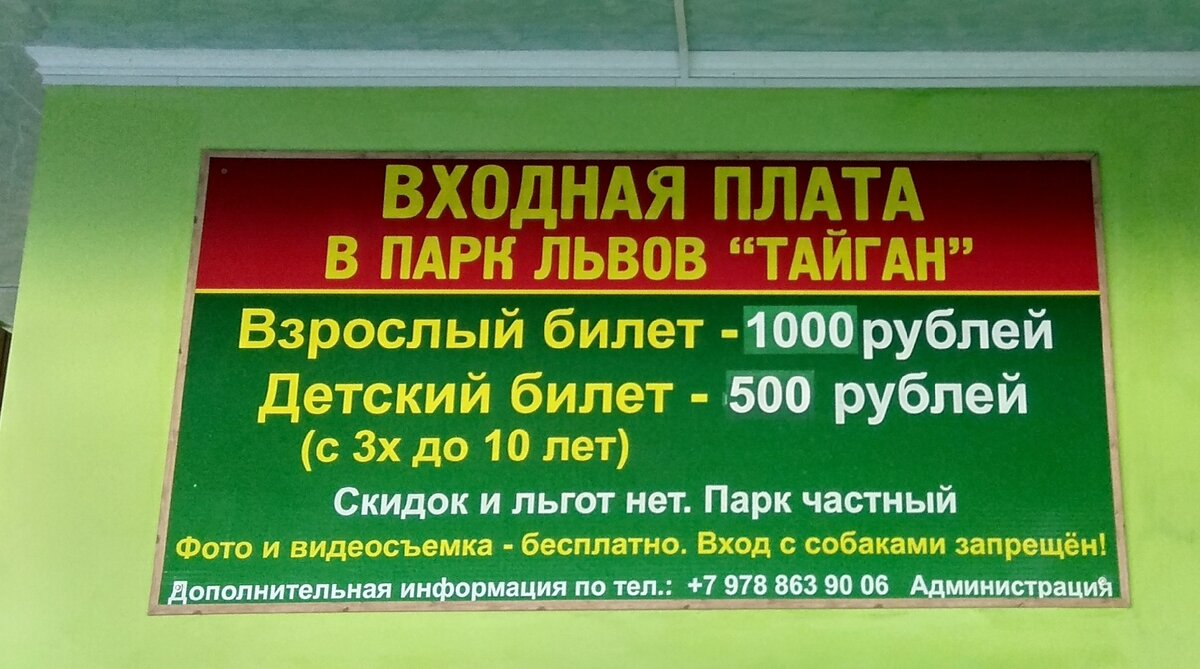 ВХОДНАЯ ПЛАТА
В ПАРК ЛЬВОВ “ТАЙГАН”
Взрослый билет - 1000 рублей
Детский билет - 500 рублей
(с 3х до 10 лет)
Скидок и льгот нет. Парк частный
Фото и видеосъемка - бесплатно. Вход с собаками запрещён!
Дополнительная информация по тел.: +7 978 863 90 06 Администрация